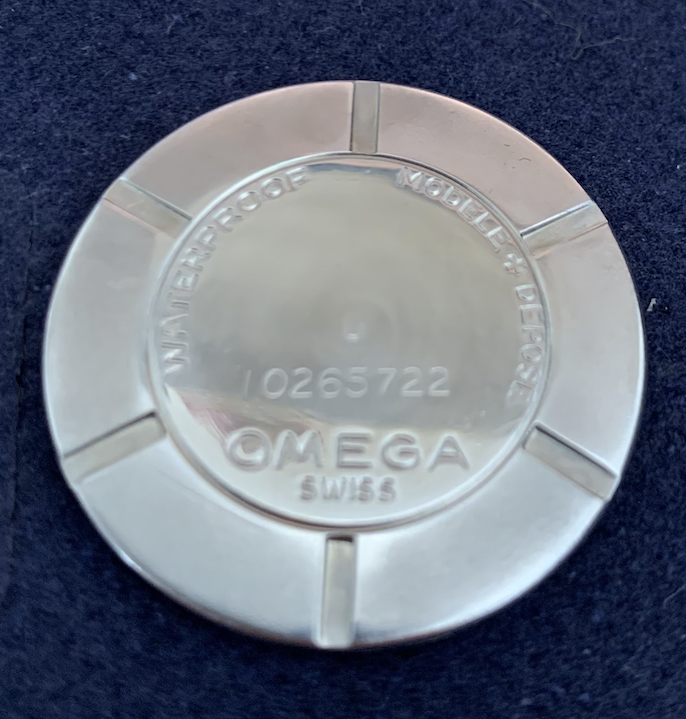 WATERPROOF
MODELE + DEPOSE
10265722
OMEGA
SWISS